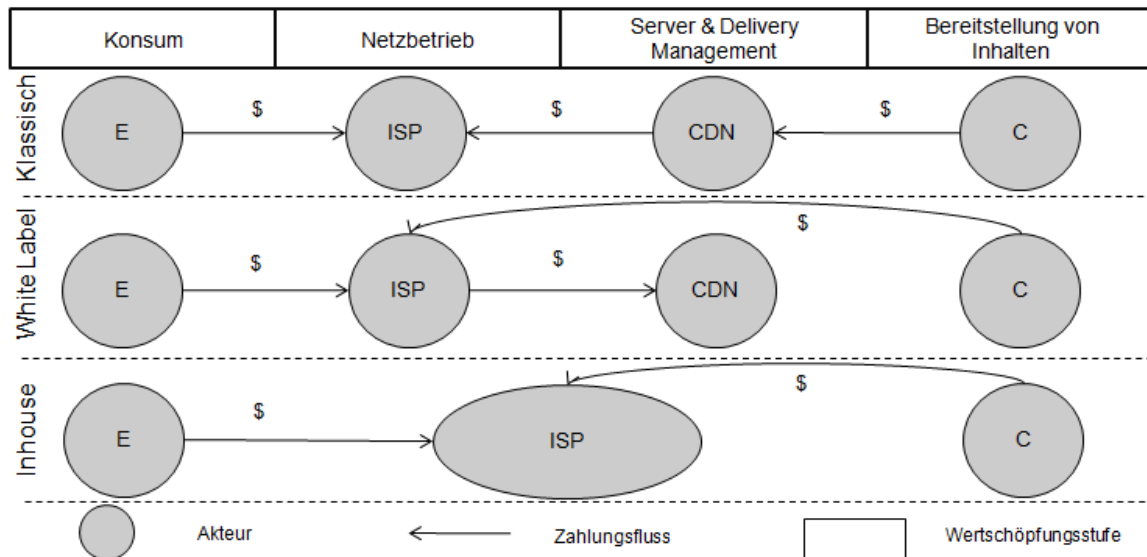 Konsum
Netzbetrieb
Server & Delivery
Management
Bereitstellung von
Inhalten
Klassisch
E
$
ISP
$
CDN
$
C
White Label
E
$
ISP
$
CDN
$
C
Inhouse
E
$
ISP
$
C
Akteur
Zahlungsfluss
Wertschöpfungsstufe